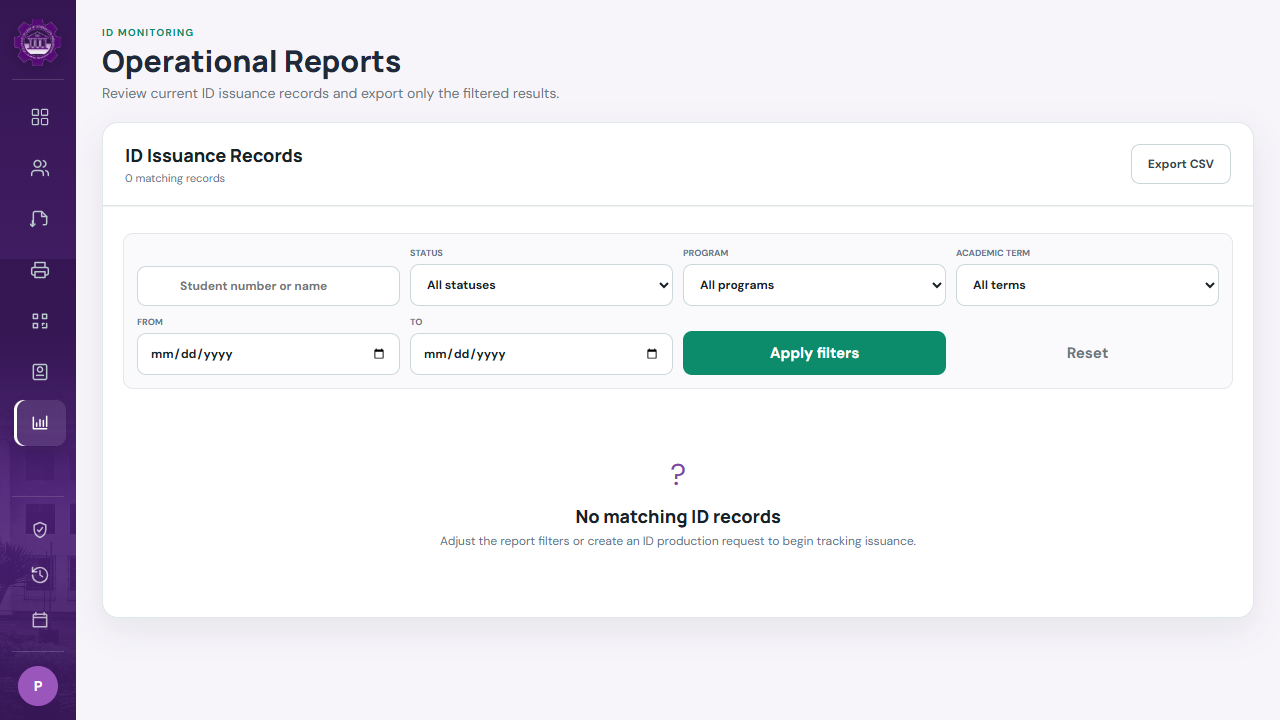 ID MONITORING
Operational Reports
Review current ID issuance records and export only the filtered results.
ID Issuance Records
0 matching records
Export CSV
Student number or name
STATUS
All statuses
PROGRAM
All programs
ACADEMIC TERM
All terms
FROM
mm/dd/yyyy
TO
mm/dd/yyyy
Apply filters
Reset
?
No matching ID records
Adjust the report filters or create an ID production request to begin tracking issuance.
P